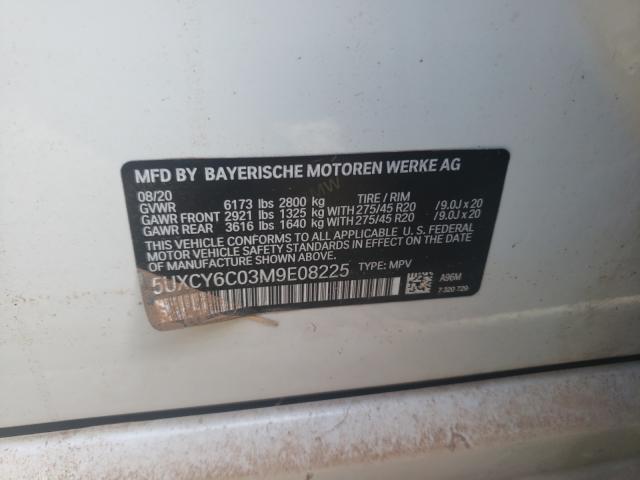 MFD BY BAYERISCHE MOTOREN WERKE AG
08/20
GVWR 6173 lbs 2800 kg TIRE / RIM
GAWR FRONT 2921 lbs 1325 kg WITH 275/45 R20 /9.0J x 20
GAWR REAR 3616 lbs 1640 kg WITH 275/45 R20 /9.0J x 20
THIS VEHICLE CONFORMS TO ALL APPLICABLE U.S. FEDERAL
MOTOR VEHICLE SAFETY STANDARDS IN EFFECT ON THE
DATE OF MANUFACTURE SHOWN ABOVE.
5UXCY6C03M9E08225 TYPE: MPV
A96M
7 320 729